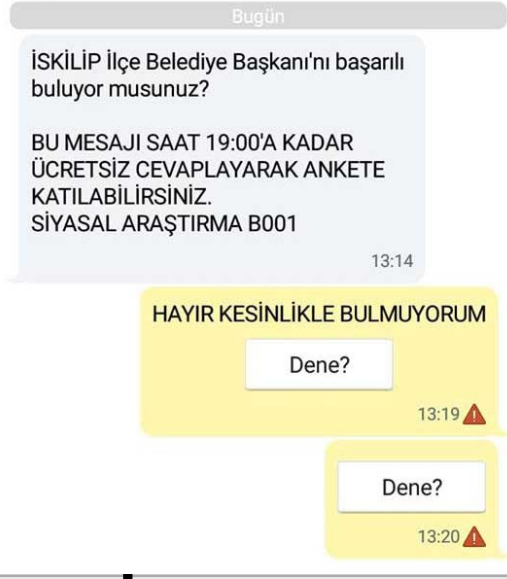 Bugün
İSKİLİP İlçe Belediye Başkanı'nı başarılı
buluyor musunuz?
BU MESAJI SAAT 19:00'A KADAR
ÜCRETSİZ CEVAPLAYARAK ANKETE
KATILABİLİRSİNİZ.
SİYASAL ARAŞTIRMA B001
13:14
HAYIR KESİNLİKLE BULMUYORUM
Dene?
13:19
Dene?
13:20